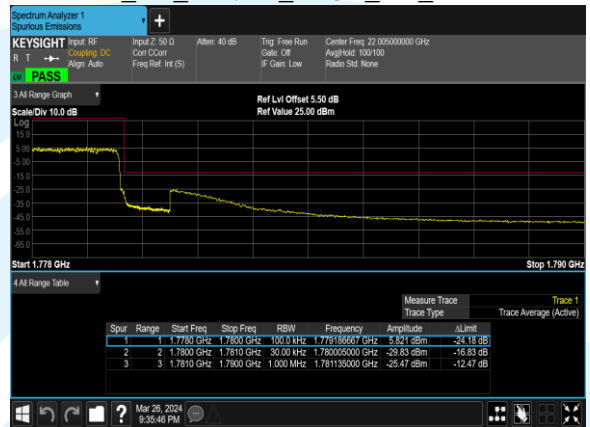 Spectrum Analyzer 1
Spurious Emissions
+
KEYSIGHT Input: RF Input Z: 50 Ω Atten: 40 dB Trig: Free Run Center Freq: 22.005000000 GHz
R T Coupling: DC Corr CCorr Gate: Off Avg|Hold: 100/100
Align: Auto Freq Ref: Int (S) IF Gain: Low Radio Std: None
LW PASS
3 All Range Graph
Ref Lvl Offset 5.50 dB
Scale/Div 10.0 dB Ref Value 25.00 dBm
Log
15.0
5.00
-5.00
-15.0
-25.0
-35.0
-45.0
-55.0
-65.0
Start 1.778 GHz Stop 1.790 GHz
4 All Range Table
Measure Trace Trace 1
Trace Type Trace Average (Active)
Spur Range Start Freq Stop Freq RBW Frequency Amplitude ΔLimit
1 1 1.7780 GHz 1.7800 GHz 100.0 kHz 1.779186667 GHz 5.821 dBm -24.18 dB
2 2 1.7800 GHz 1.7810 GHz 30.00 kHz 1.780005000 GHz -29.83 dBm -16.83 dB
3 3 1.7810 GHz 1.7900 GHz 1.000 MHz 1.781135000 GHz -25.47 dBm -12.47 dB
? Mar 26, 2024
9:35:46 PM